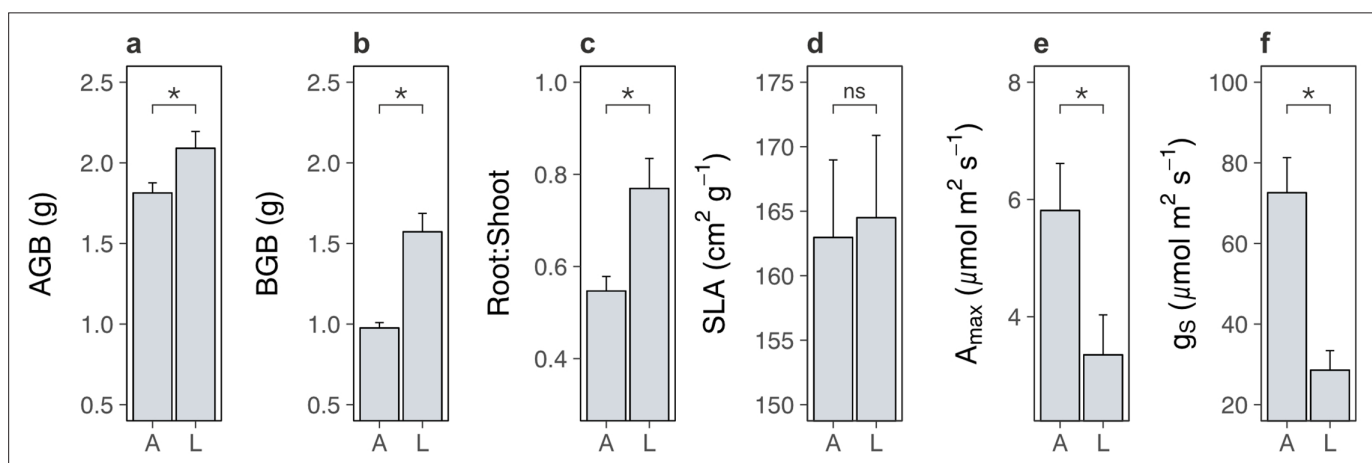 a
AGB (g)
2.5
2.0
1.5
1.0
0.5
*
A L
b
BGB (g)
2.5
2.0
1.5
1.0
0.5
*
A L
c
Root:Shoot
1.0
0.8
0.6
0.4
*
A L
d
SLA (cm² g⁻¹)
175
170
165
160
155
150
ns
A L
e
Amax (μmol m² s⁻¹)
8
6
4
*
A L
f
gS (μmol m² s⁻¹)
100
80
60
40
20
*
A L